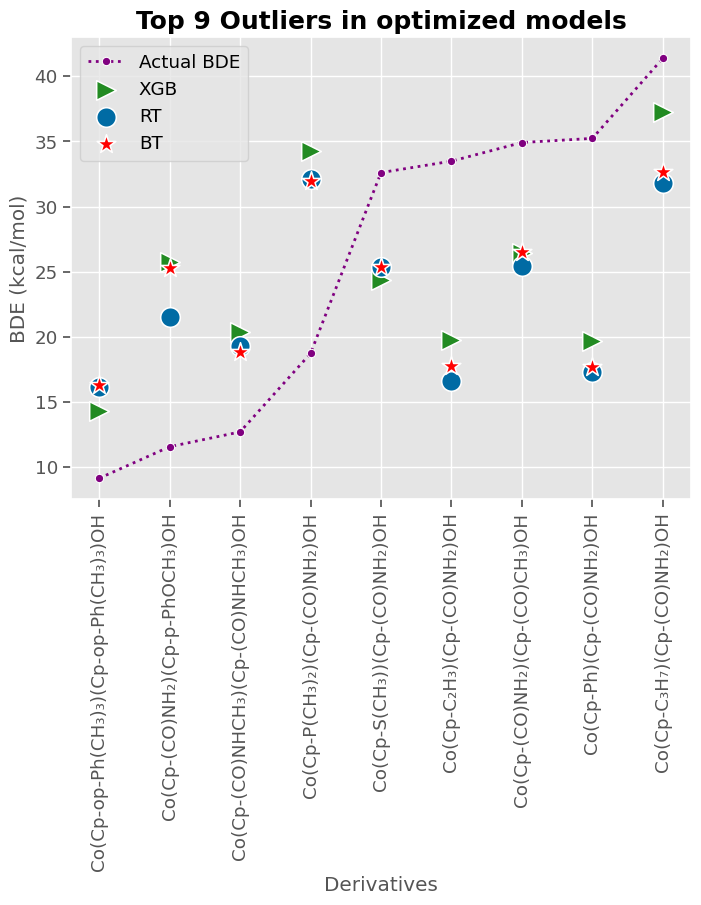 Top 9 Outliers in optimized models
Actual BDE
XGB
RT
BT
BDE (kcal/mol)
40
35
30
25
20
15
10
Co(Cp-op-Ph(CH₃)₃)(Cp-op-Ph(CH₃)₃)OH
Co(Cp-(CO)NH₂)(Cp-p-PhOCH₃)OH
Co(Cp-(CO)NHCH₃)(Cp-(CO)NHCH₃)OH
Co(Cp-P(CH₃)₂)(Cp-(CO)NH₂)OH
Co(Cp-S(CH₃))(Cp-(CO)NH₂)OH
Co(Cp-C₂H₃)(Cp-(CO)NH₂)OH
Co(Cp-(CO)NH₂)(Cp-(CO)CH₃)OH
Co(Cp-Ph)(Cp-(CO)NH₂)OH
Co(Cp-C₃H₇)(Cp-(CO)NH₂)OH
Derivatives